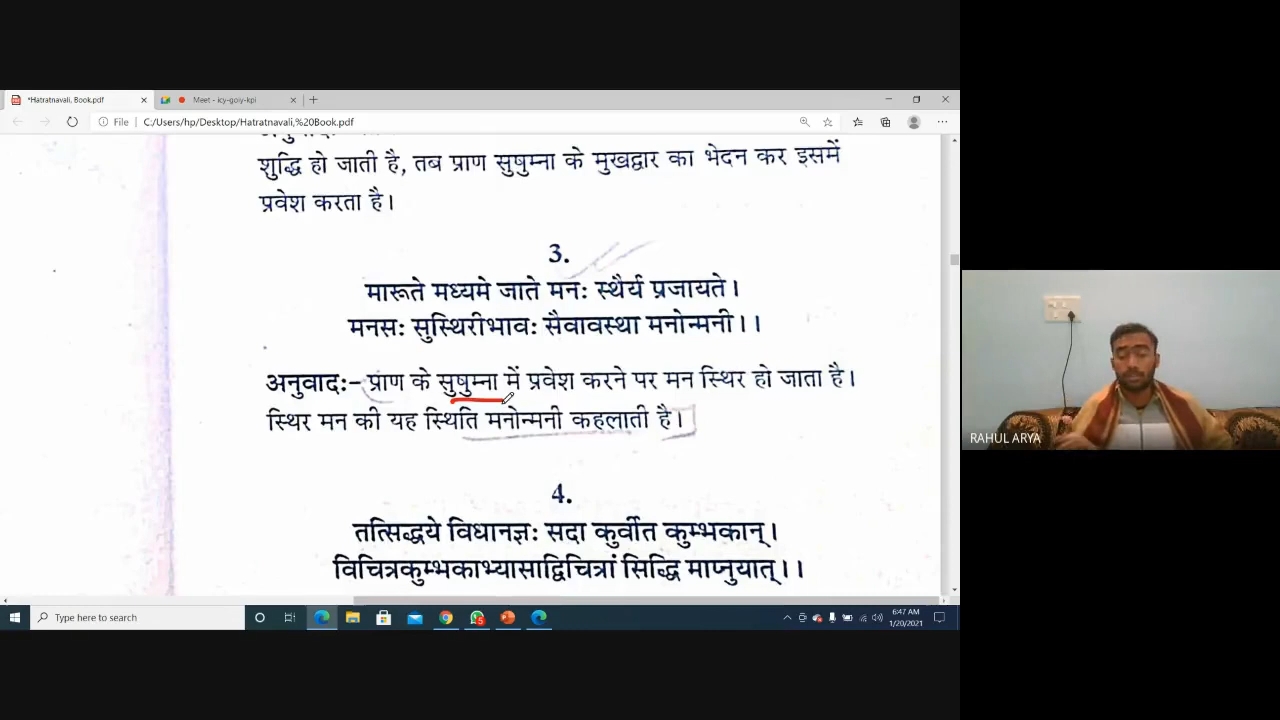 *Hatratnavali, Book.pdf
Meet - icy-goiy-kpi
File
C:/Users/hp/Desktop/Hatratnavali,%20Book.pdf
शुद्धि हो जाती है, तब प्राण सुषुम्ना के मुखद्वार का भेदन कर इसमें
प्रवेश करता है।
3.
मारूते मध्यमे जाते मनः स्थैर्य प्रजायते।
मनसः सुस्थिरीभावः सैवावस्था मनोन्मनी।।
अनुवादः- प्राण के सुषुम्ना में प्रवेश करने पर मन स्थिर हो जाता है।
स्थिर मन की यह स्थिति मनोन्मनी कहलाती है।
4.
तत्सिद्धये विधानज्ञः सदा कुर्वीत कुम्भकान्।
विचित्रकुम्भकाभ्यासाद्विचित्रां सिद्धि माप्नुयात्।।
RAHUL ARYA
Type here to search
5
6:47 AM
1/20/2021